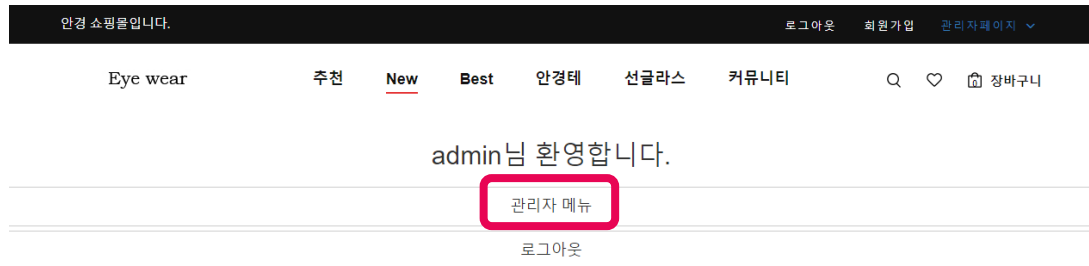 안경 쇼핑몰입니다. 로그아웃 회원가입 관리자페이지
Eye wear 추천 New Best 안경테 선글라스 커뮤니티 0 장바구니
admin님 환영합니다.
관리자 메뉴
로그아웃